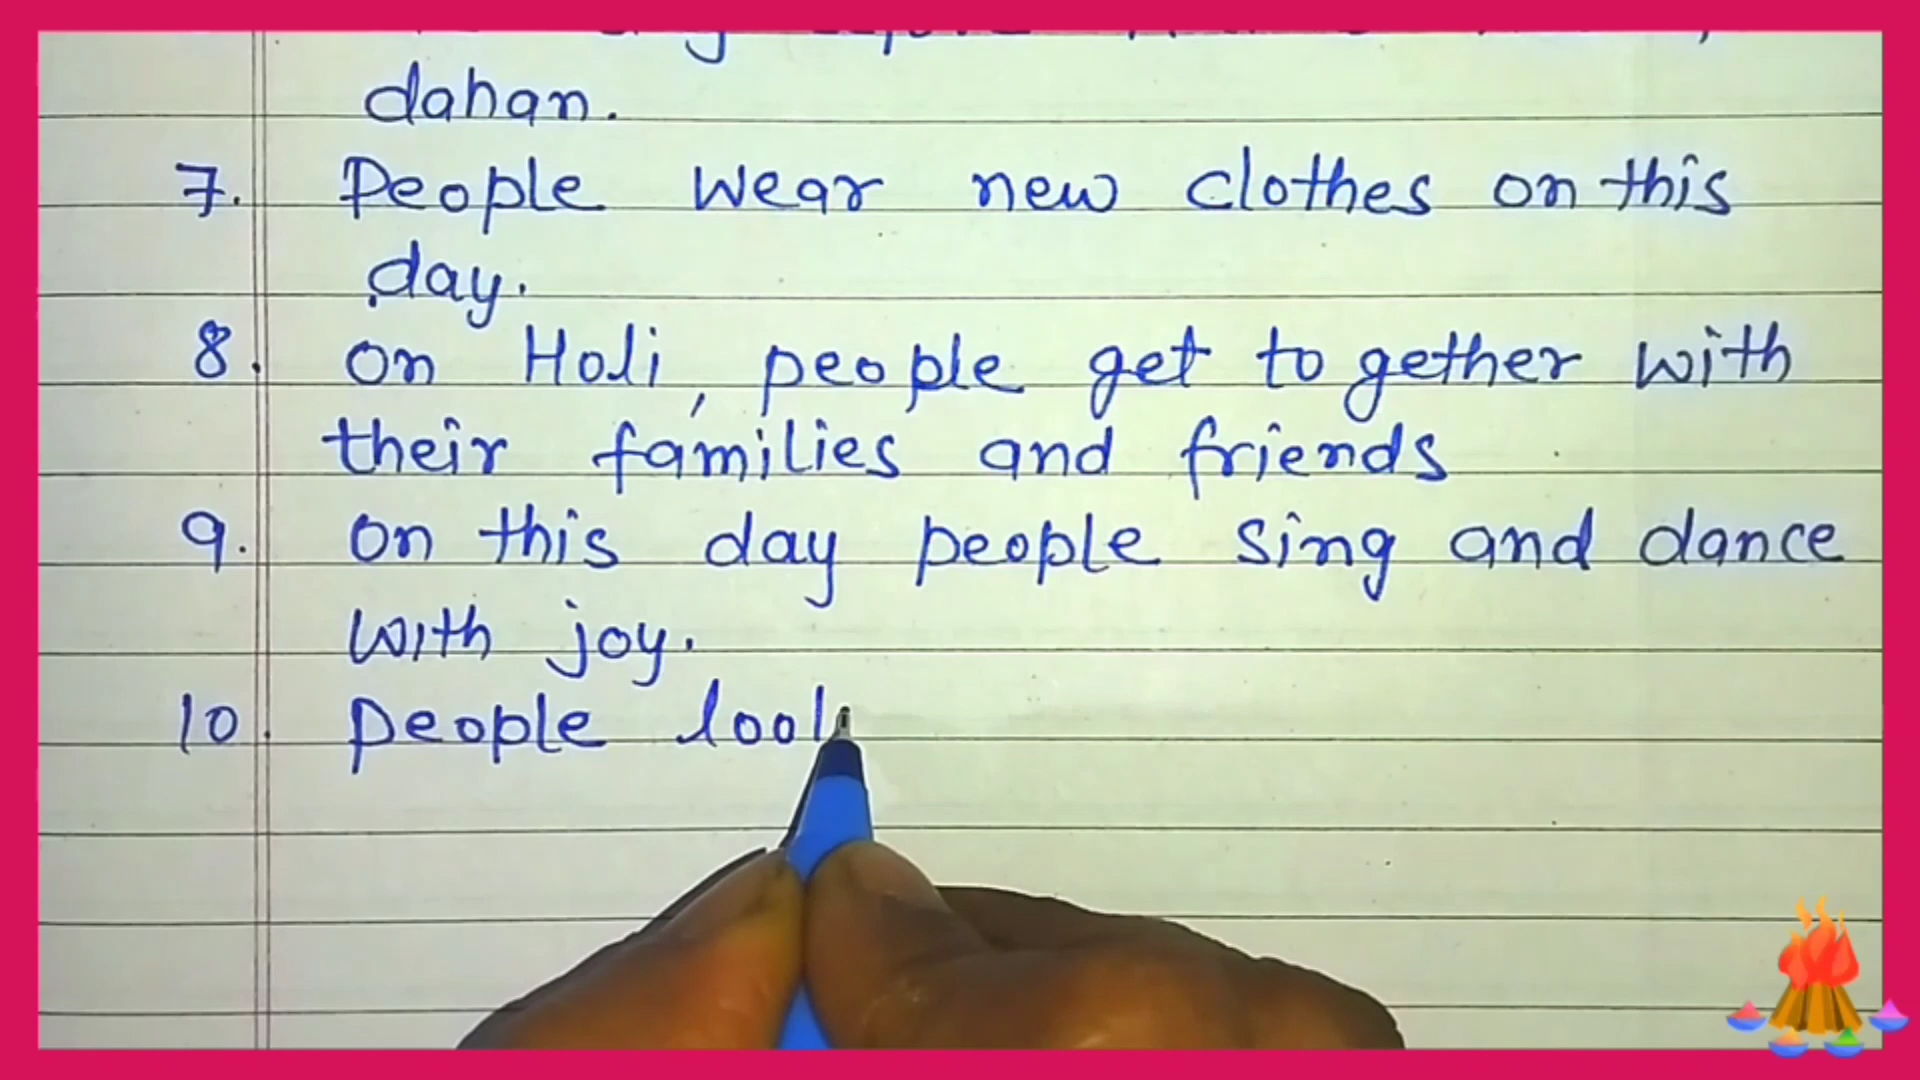 dahan.
7. People wear new clothes on this
day.
8. On Holi, people get together with
their families and friends
9. On this day people sing and dance
with joy.
10. People